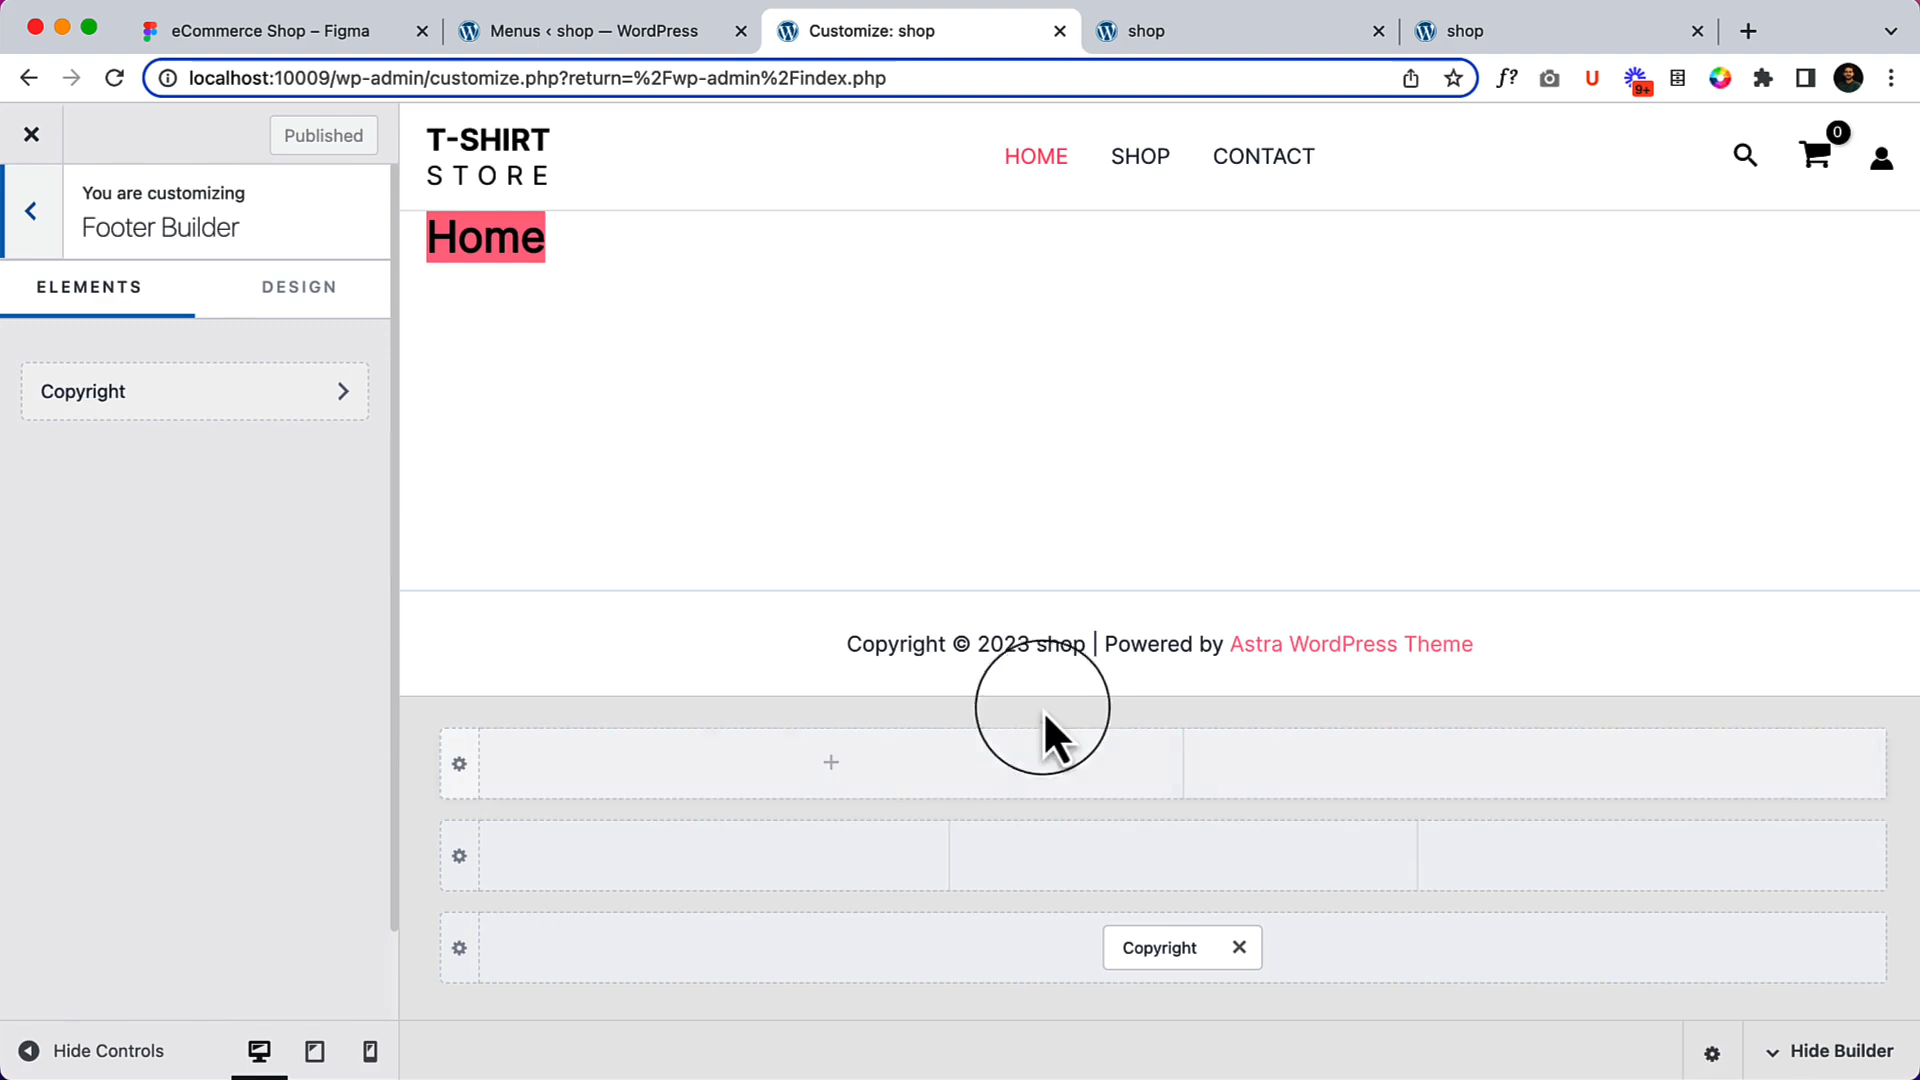 eCommerce Shop – Figma
Menus ‹ shop — WordPress
Customize: shop
shop
shop
localhost:10009/wp-admin/customize.php?return=%2Fwp-admin%2Findex.php
f?
U
9+
Published
You are customizing
Footer Builder
ELEMENTS
DESIGN
Copyright
T-SHIRT
STORE
HOME
SHOP
CONTACT
0
Home
Copyright © 2023 shop | Powered by Astra WordPress Theme
Copyright
Hide Controls
Hide Builder